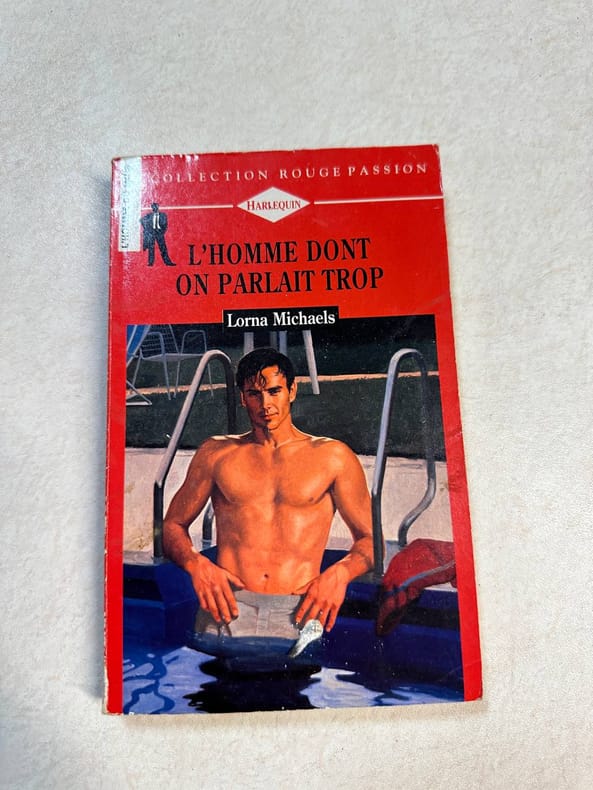 COLLECTION ROUGE PASSION
HARLEQUIN
L'HOMME DONT
ON PARLAIT TROP
Lorna Michaels